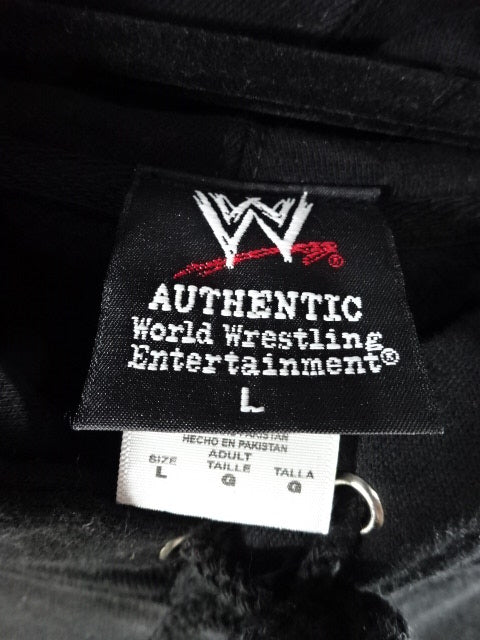 W®
AUTHENTIC
World Wrestling
Entertainment®
L
HECHO EN PAKISTAN
ADULT
SIZE TAILLE TALLA
L G G